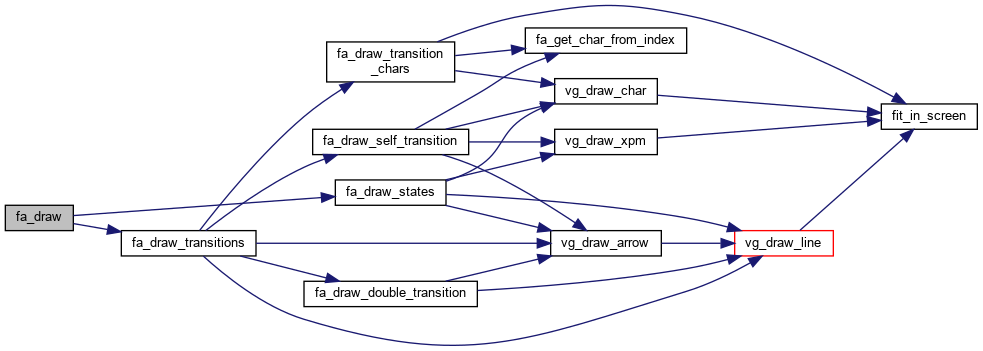 fa_draw
fa_draw_transitions
fa_draw_states
fa_draw_transition
_chars
fa_draw_self_transition
fa_draw_double_transition
fa_get_char_from_index
vg_draw_char
vg_draw_xpm
vg_draw_arrow
vg_draw_line
fit_in_screen